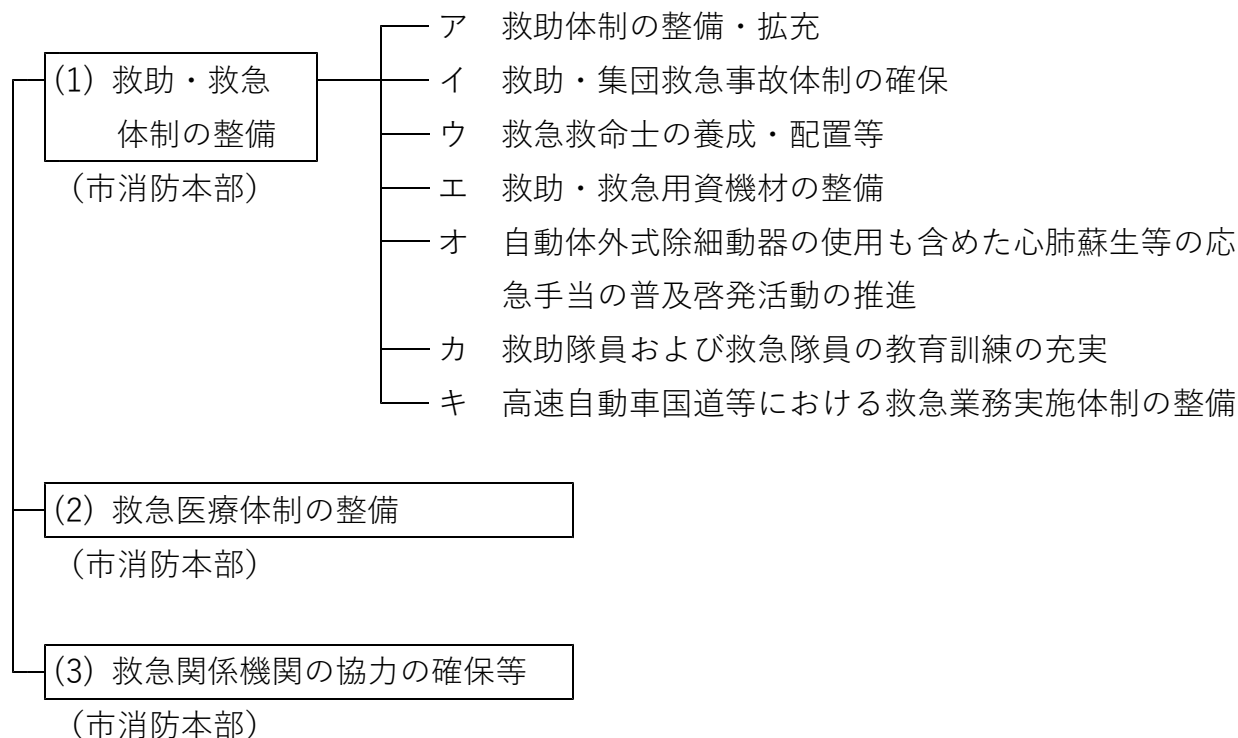 ア 救助体制の整備・拡充
(1) 救助・救急
イ 救助・集団救急事故体制の確保
体制の整備
ウ 救急救命士の養成・配置等
（市消防本部）
エ 救助・救急用資機材の整備
オ 自動体外式除細動器の使用も含めた心肺蘇生等の応
急手当の普及啓発活動の推進
カ 救助隊員および救急隊員の教育訓練の充実
キ 高速自動車国道等における救急業務実施体制の整備
(2) 救急医療体制の整備
（市消防本部）
(3) 救急関係機関の協力の確保等
（市消防本部）